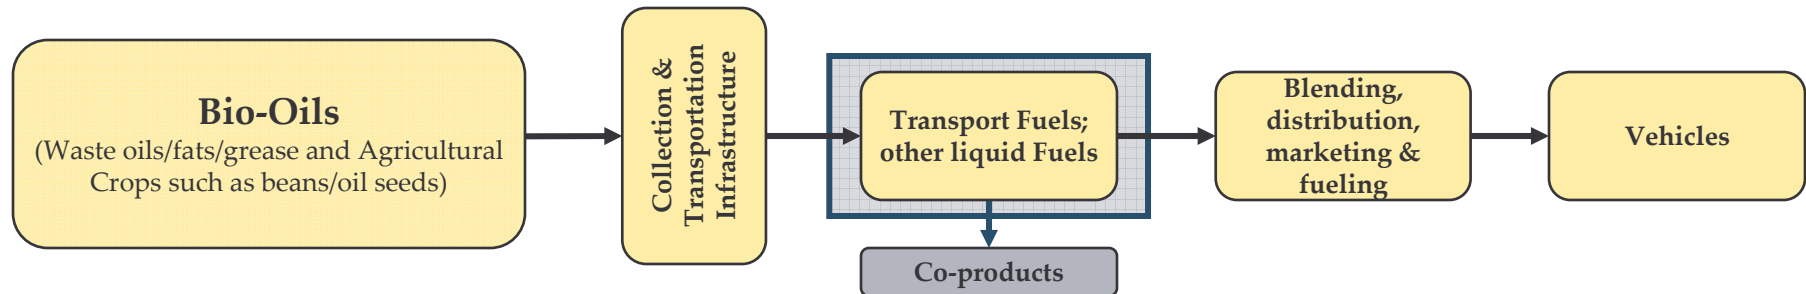 Bio-Oils
(Waste oils/fats/grease and Agricultural
Crops such as beans/oil seeds)
Collection &
Transportation
Infrastructure
Transport Fuels;
other liquid Fuels
Co-products
Blending,
distribution,
marketing &
fueling
Vehicles